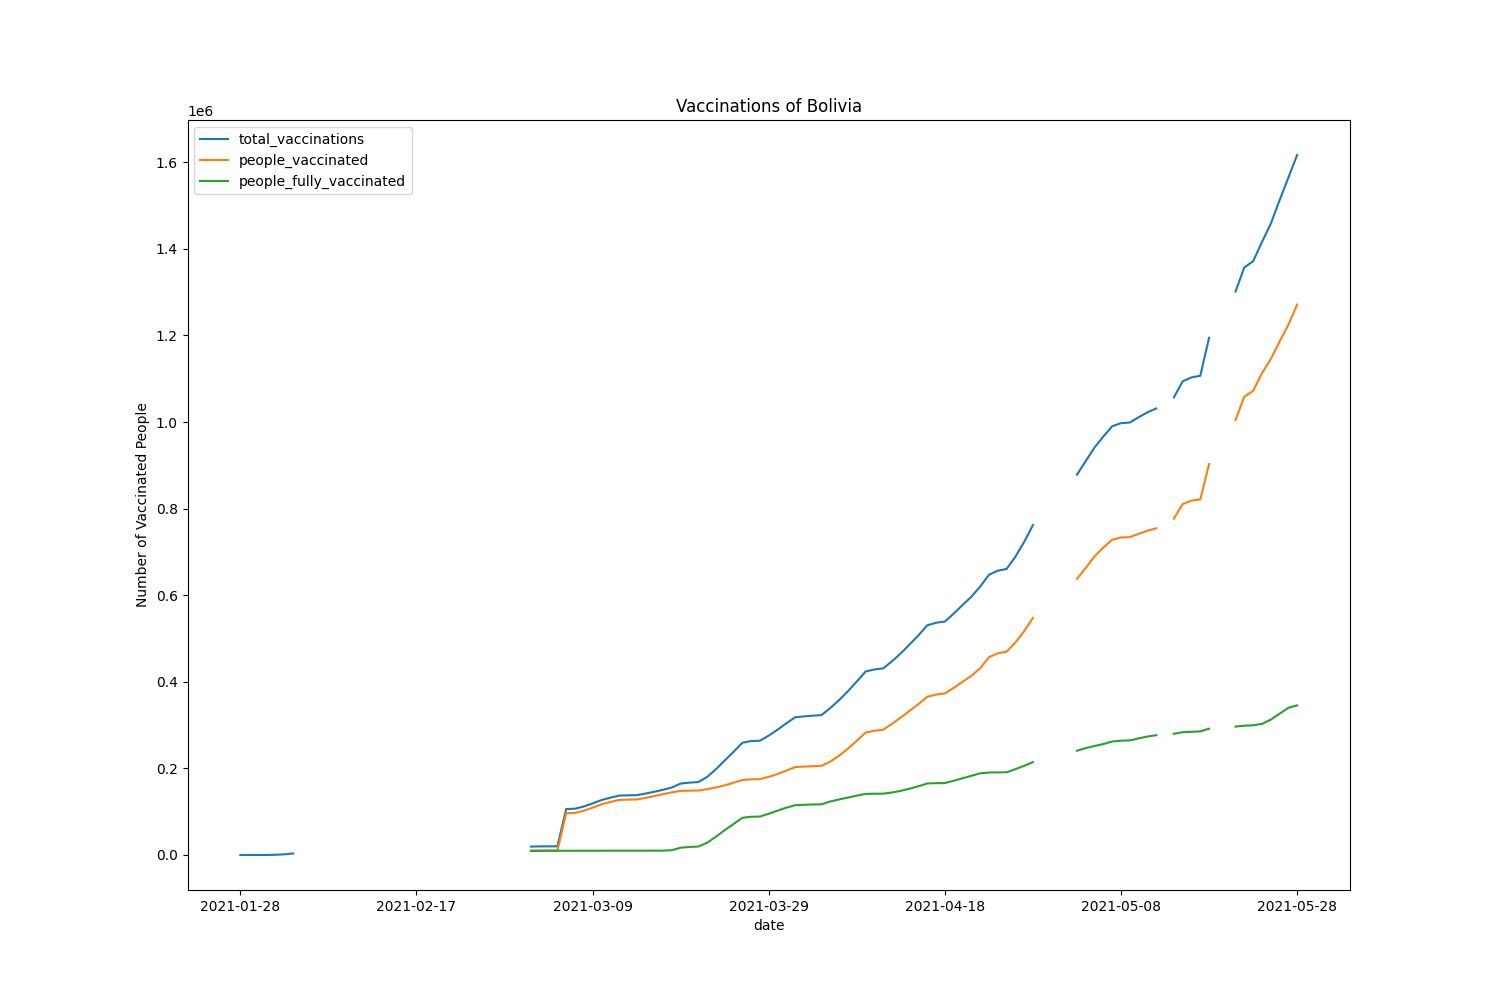 Vaccinations of Bolivia
1e6
total_vaccinations
people_vaccinated
people_fully_vaccinated
1.6
1.4
1.2
1.0
0.8
0.6
0.4
0.2
0.0
Number of Vaccinated People
2021-01-28 2021-02-17 2021-03-09 2021-03-29 2021-04-18 2021-05-08 2021-05-28
date